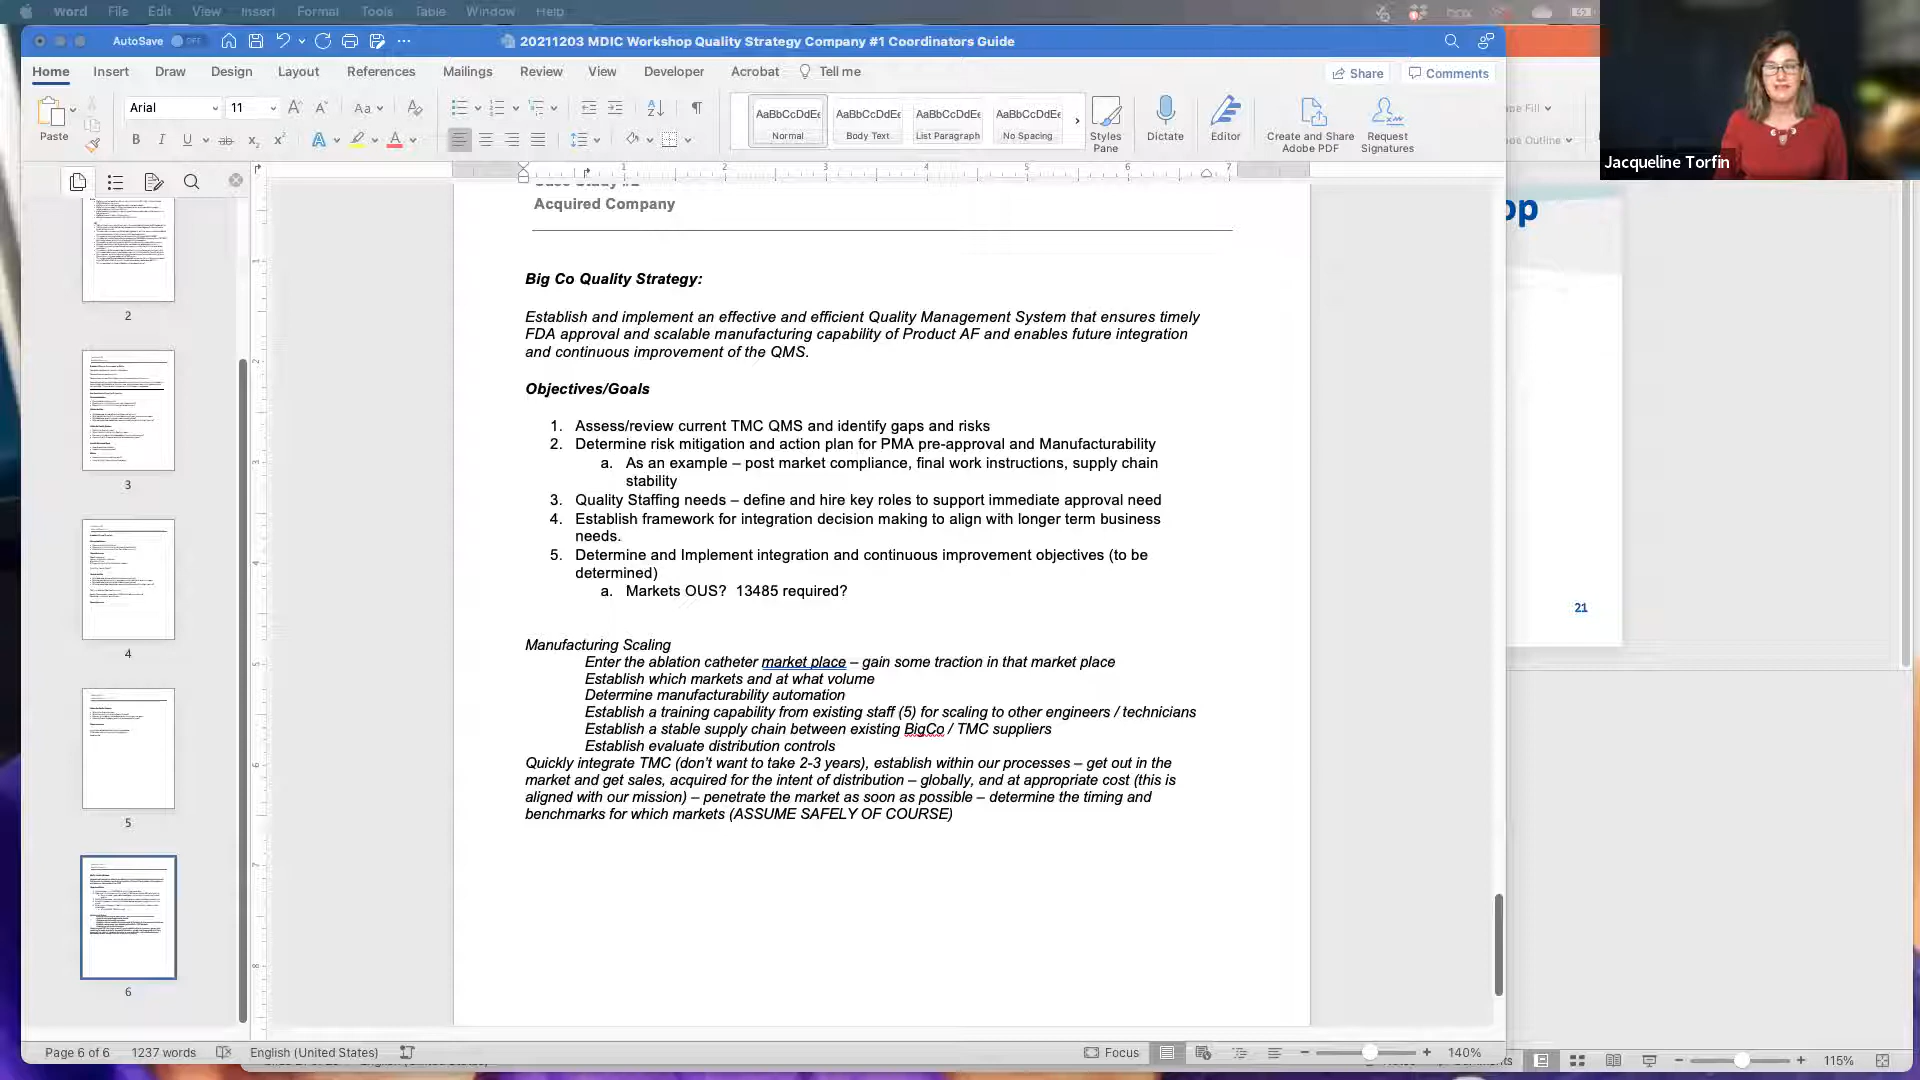 Word File Edit View Insert Format Tools Table Window Help
AutoSave OFF
20211203 MDIC Workshop Quality Strategy Company #1 Coordinators Guide
Home Insert Draw Design Layout References Mailings Review View Developer Acrobat Tell me
Share Comments
Paste
Arial 11
AaBbCcDdEe AaBbCcDdEe AaBbCcDdEe AaBbCcDdEe
Normal Body Text List Paragraph No Spacing
Styles Pane
Dictate
Editor
Create and Share Adobe PDF
Request Signatures
Jacqueline Torfin
Acquired Company
Big Co Quality Strategy:
Establish and implement an effective and efficient Quality Management System that ensures timely
FDA approval and scalable manufacturing capability of Product AF and enables future integration
and continuous improvement of the QMS.
Objectives/Goals
1. Assess/review current TMC QMS and identify gaps and risks
2. Determine risk mitigation and action plan for PMA pre-approval and Manufacturability
a. As an example – post market compliance, final work instructions, supply chain
stability
3. Quality Staffing needs – define and hire key roles to support immediate approval need
4. Establish framework for integration decision making to align with longer term business
needs.
5. Determine and Implement integration and continuous improvement objectives (to be
determined)
a. Markets OUS? 13485 required?
Manufacturing Scaling
Enter the ablation catheter market place – gain some traction in that market place
Establish which markets and at what volume
Determine manufacturability automation
Establish a training capability from existing staff (5) for scaling to other engineers / technicians
Establish a stable supply chain between existing BigCo / TMC suppliers
Establish evaluate distribution controls
Quickly integrate TMC (don't want to take 2-3 years), establish within our processes – get out in the
market and get sales, acquired for the intent of distribution – globally, and at appropriate cost (this is
aligned with our mission) – penetrate the market as soon as possible – determine the timing and
benchmarks for which markets (ASSUME SAFELY OF COURSE)
2
3
4
5
6
21
Page 6 of 6 1237 words English (United States) Focus 140%
115%